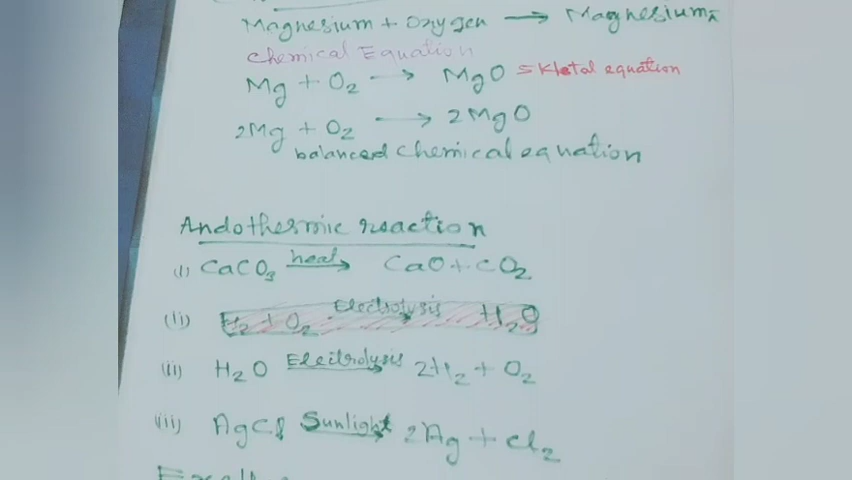 Magnesium + Oxygen → Magnesium
Chemical Equation
Mg + O₂ → MgO Skletal equation
2Mg + O₂ → 2MgO
balanced Chemical equation
Andothermic reaction
(i) CaCO₃ heat→ CaO + CO₂
(ii) H₂ + O₂ Electrolysis→ H₂O
(ii) H₂O Electrolysis→ 2H₂ + O₂
(iii) AgCl Sunlight→ 2Ag + Cl₂